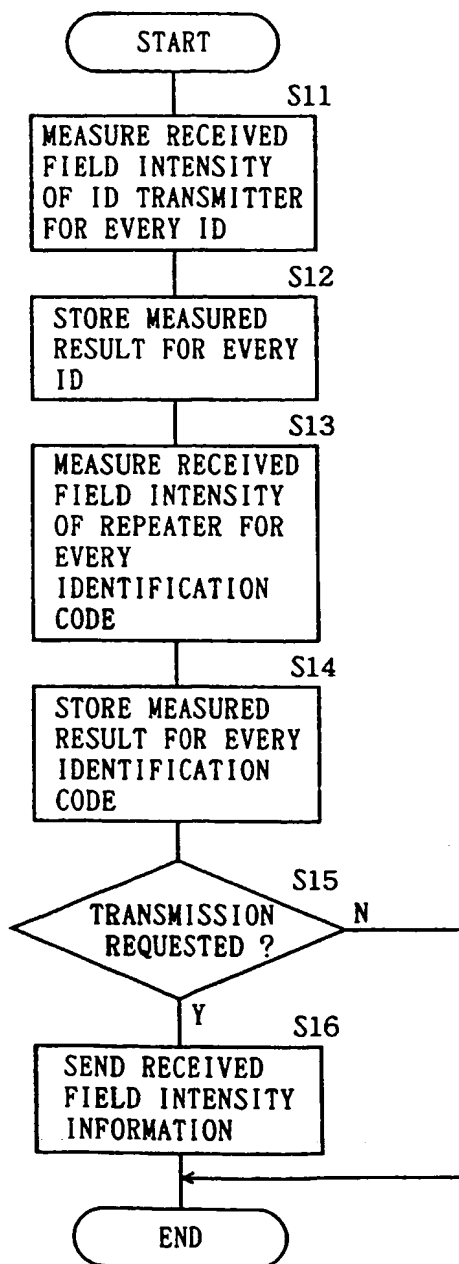 START
S11
MEASURE RECEIVED
FIELD INTENSITY
OF ID TRANSMITTER
FOR EVERY ID
S12
STORE MEASURED
RESULT FOR EVERY
ID
S13
MEASURE RECEIVED
FIELD INTENSITY
OF REPEATER FOR
EVERY
IDENTIFICATION
CODE
S14
STORE MEASURED
RESULT FOR EVERY
IDENTIFICATION
CODE
S15
TRANSMISSION
REQUESTED ?
N
Y
S16
SEND RECEIVED
FIELD INTENSITY
INFORMATION
END